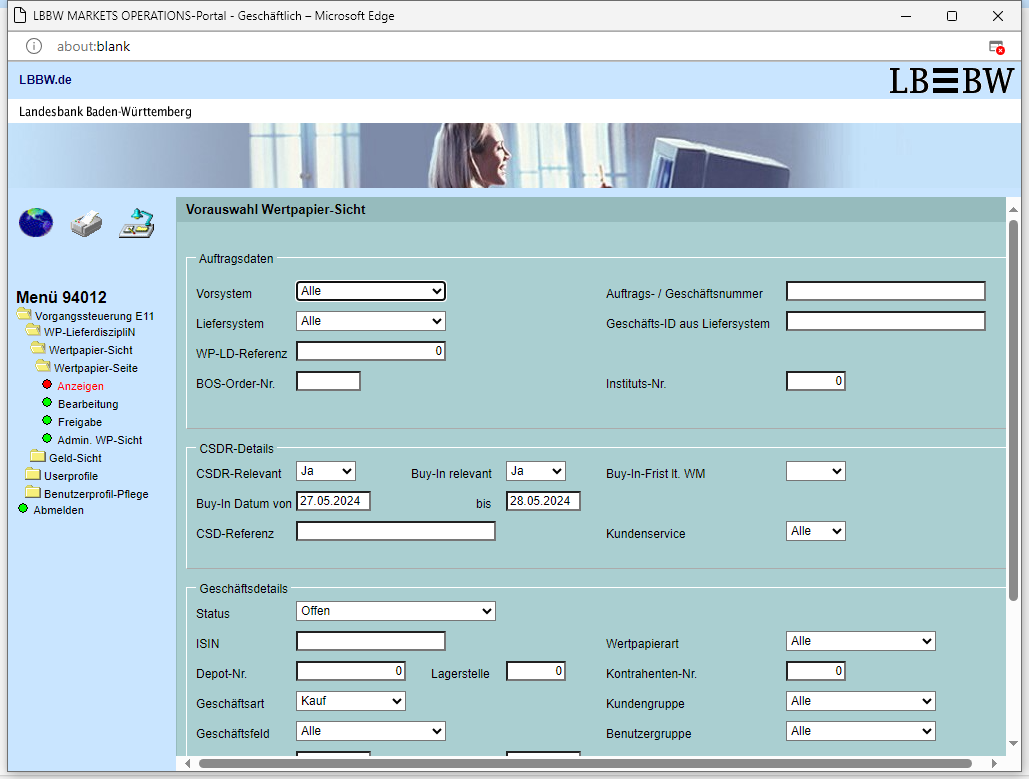 LBBW MARKETS OPERATIONS-Portal - Geschäftlich – Microsoft Edge
about:blank
LBBW.de
LBBW
Landesbank Baden-Württemberg
Menü 94012
Vorgangssteuerung E11
WP-LieferdiszipliN
Wertpapier-Sicht
Wertpapier-Seite
Anzeigen
Bearbeitung
Freigabe
Admin. WP-Sicht
Geld-Sicht
Userprofile
Benutzerprofil-Pflege
Abmelden
Vorauswahl Wertpapier-Sicht
Auftragsdaten
Vorsystem Alle Auftrags- / Geschäftsnummer
Liefersystem Alle Geschäfts-ID aus Liefersystem
WP-LD-Referenz 0
BOS-Order-Nr. Instituts-Nr. 0
CSDR-Details
CSDR-Relevant Ja Buy-In relevant Ja Buy-In-Frist lt. WM
Buy-In Datum von 27.05.2024 bis 28.05.2024
CSD-Referenz Kundenservice Alle
Geschäftsdetails
Status Offen
ISIN Wertpapierart Alle
Depot-Nr. 0 Lagerstelle 0 Kontrahenten-Nr. 0
Geschäftsart Kauf Kundengruppe Alle
Geschäftsfeld Alle Benutzergruppe Alle